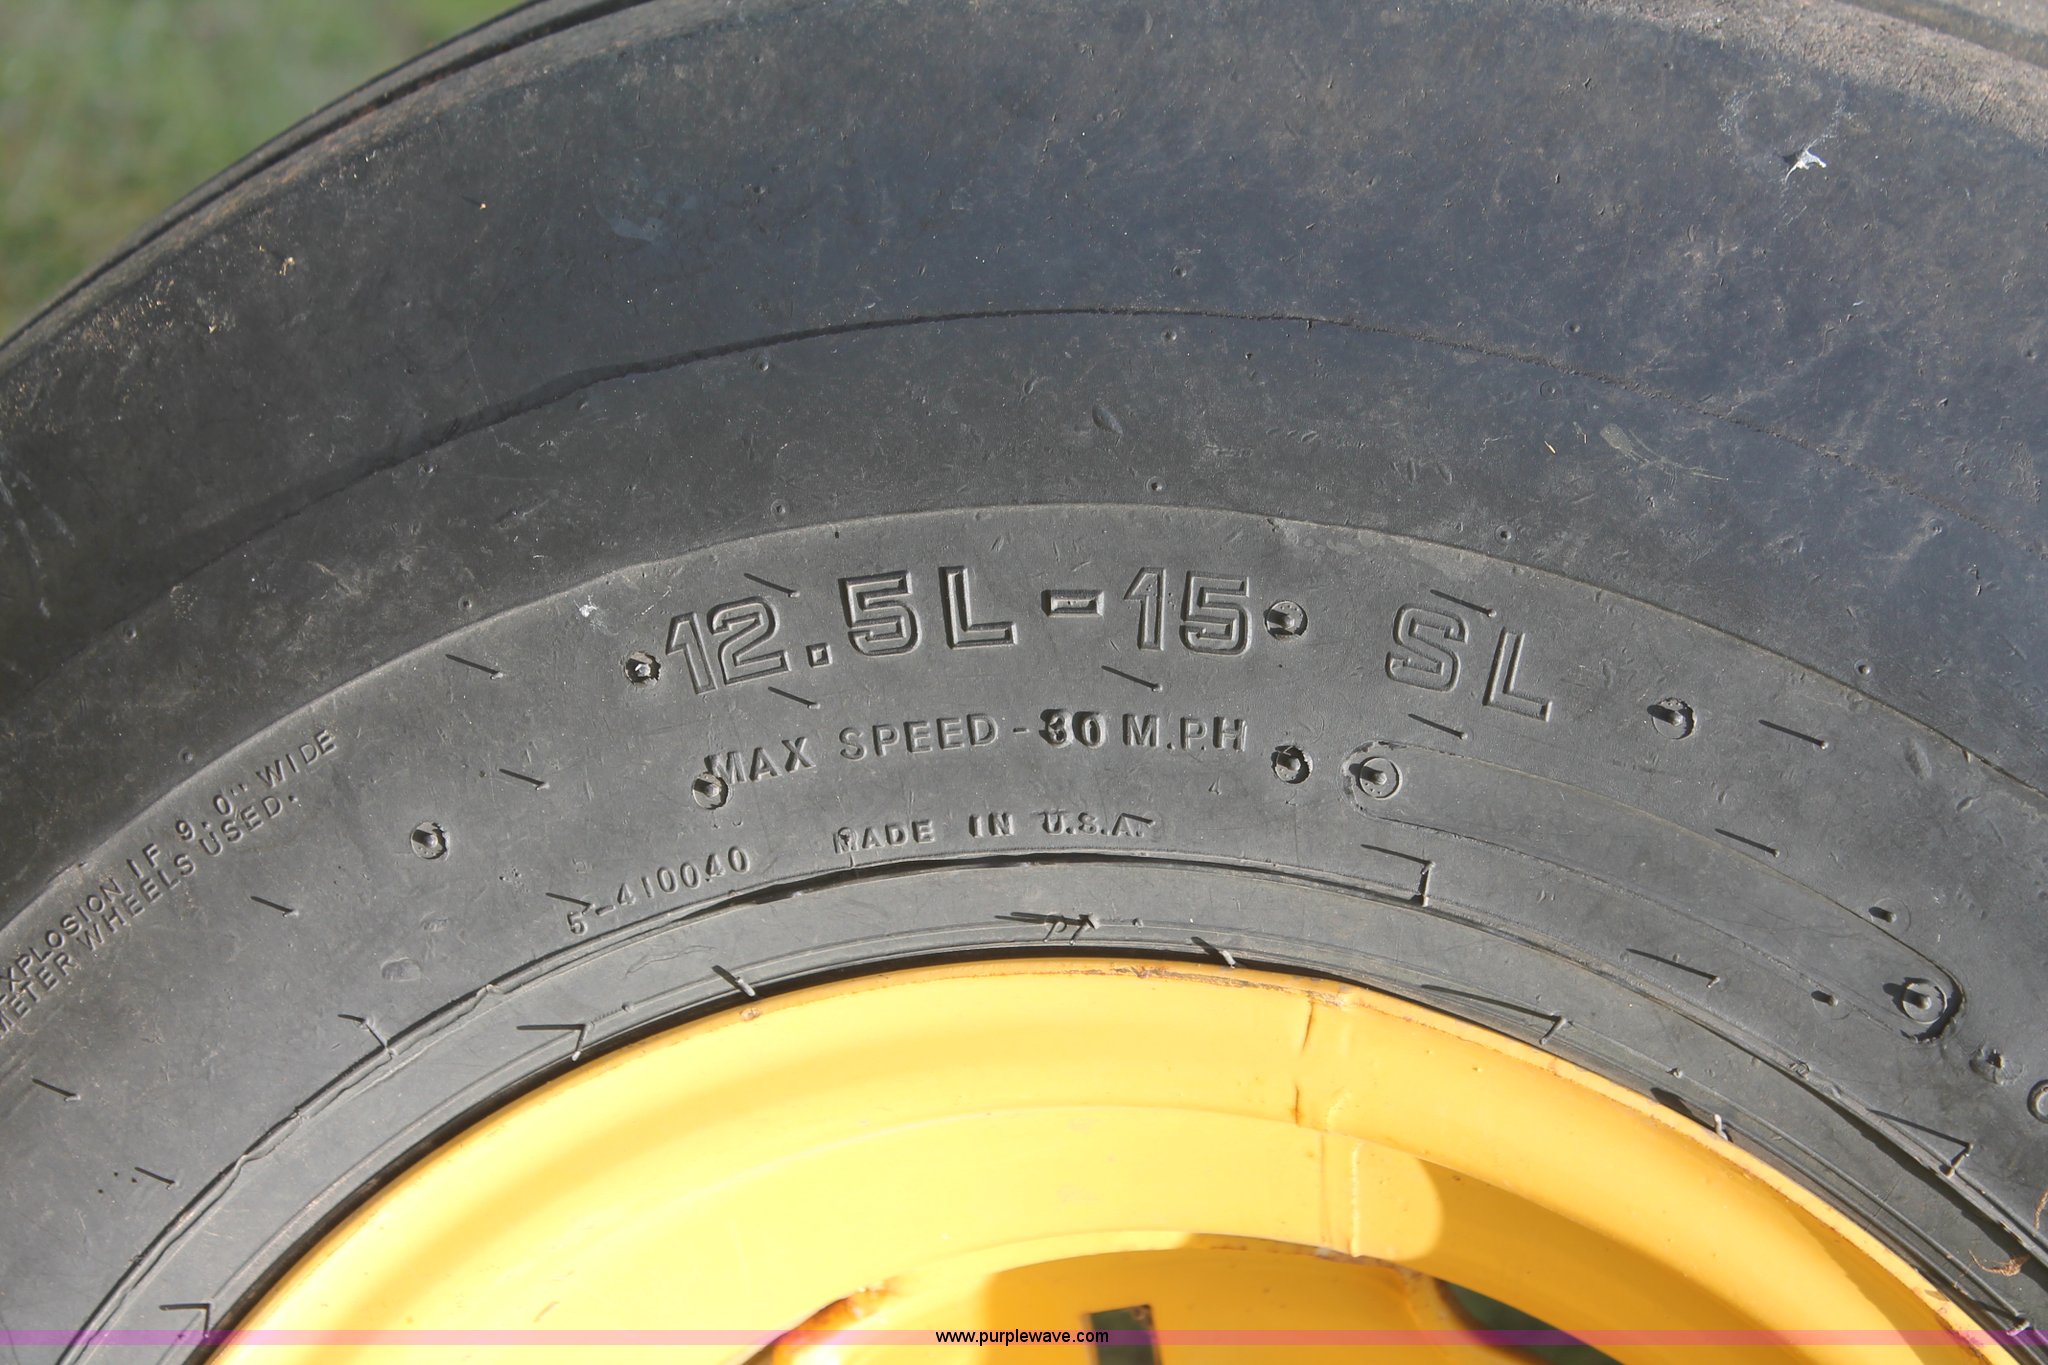 12.5L-15 SL
MAX SPEED-30 M.P.H
MADE IN U.S.A.
5-410040
EXPLOSION IF 9.0" WIDE
METER WHEELS USED.
www.purplewave.com